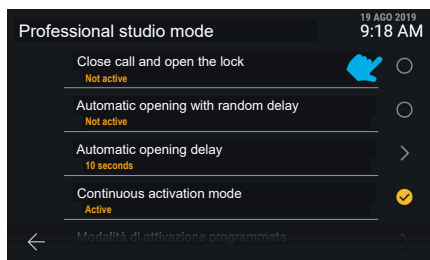 19 AGO 2019
Professional studio mode
9:18 AM
Close call and open the lock
Not active
Automatic opening with random delay
Not active
Automatic opening delay
10 seconds
Continuous activation mode
Active
Modalità di attivazione programmata